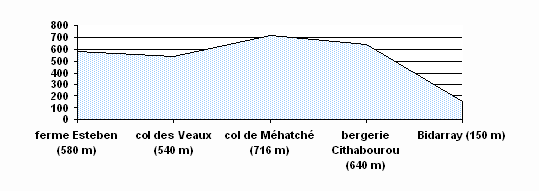 800
700
600
500
400
300
200
100
0
ferme Esteben
(580 m)
col des Veaux
(540 m)
col de Méhatché
(716 m)
bergerie
Cithabourou
(640 m)
Bidarray (150 m)